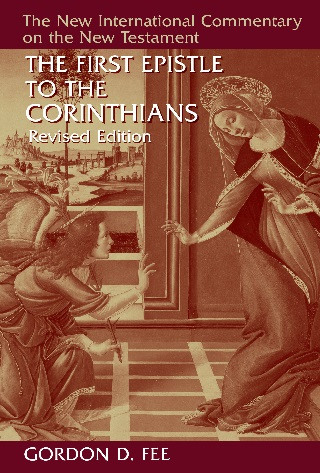 The New International Commentary
on the New Testament
THE FIRST EPISTLE
TO THE
CORINTHIANS
Revised Edition
GORDON D. FEE